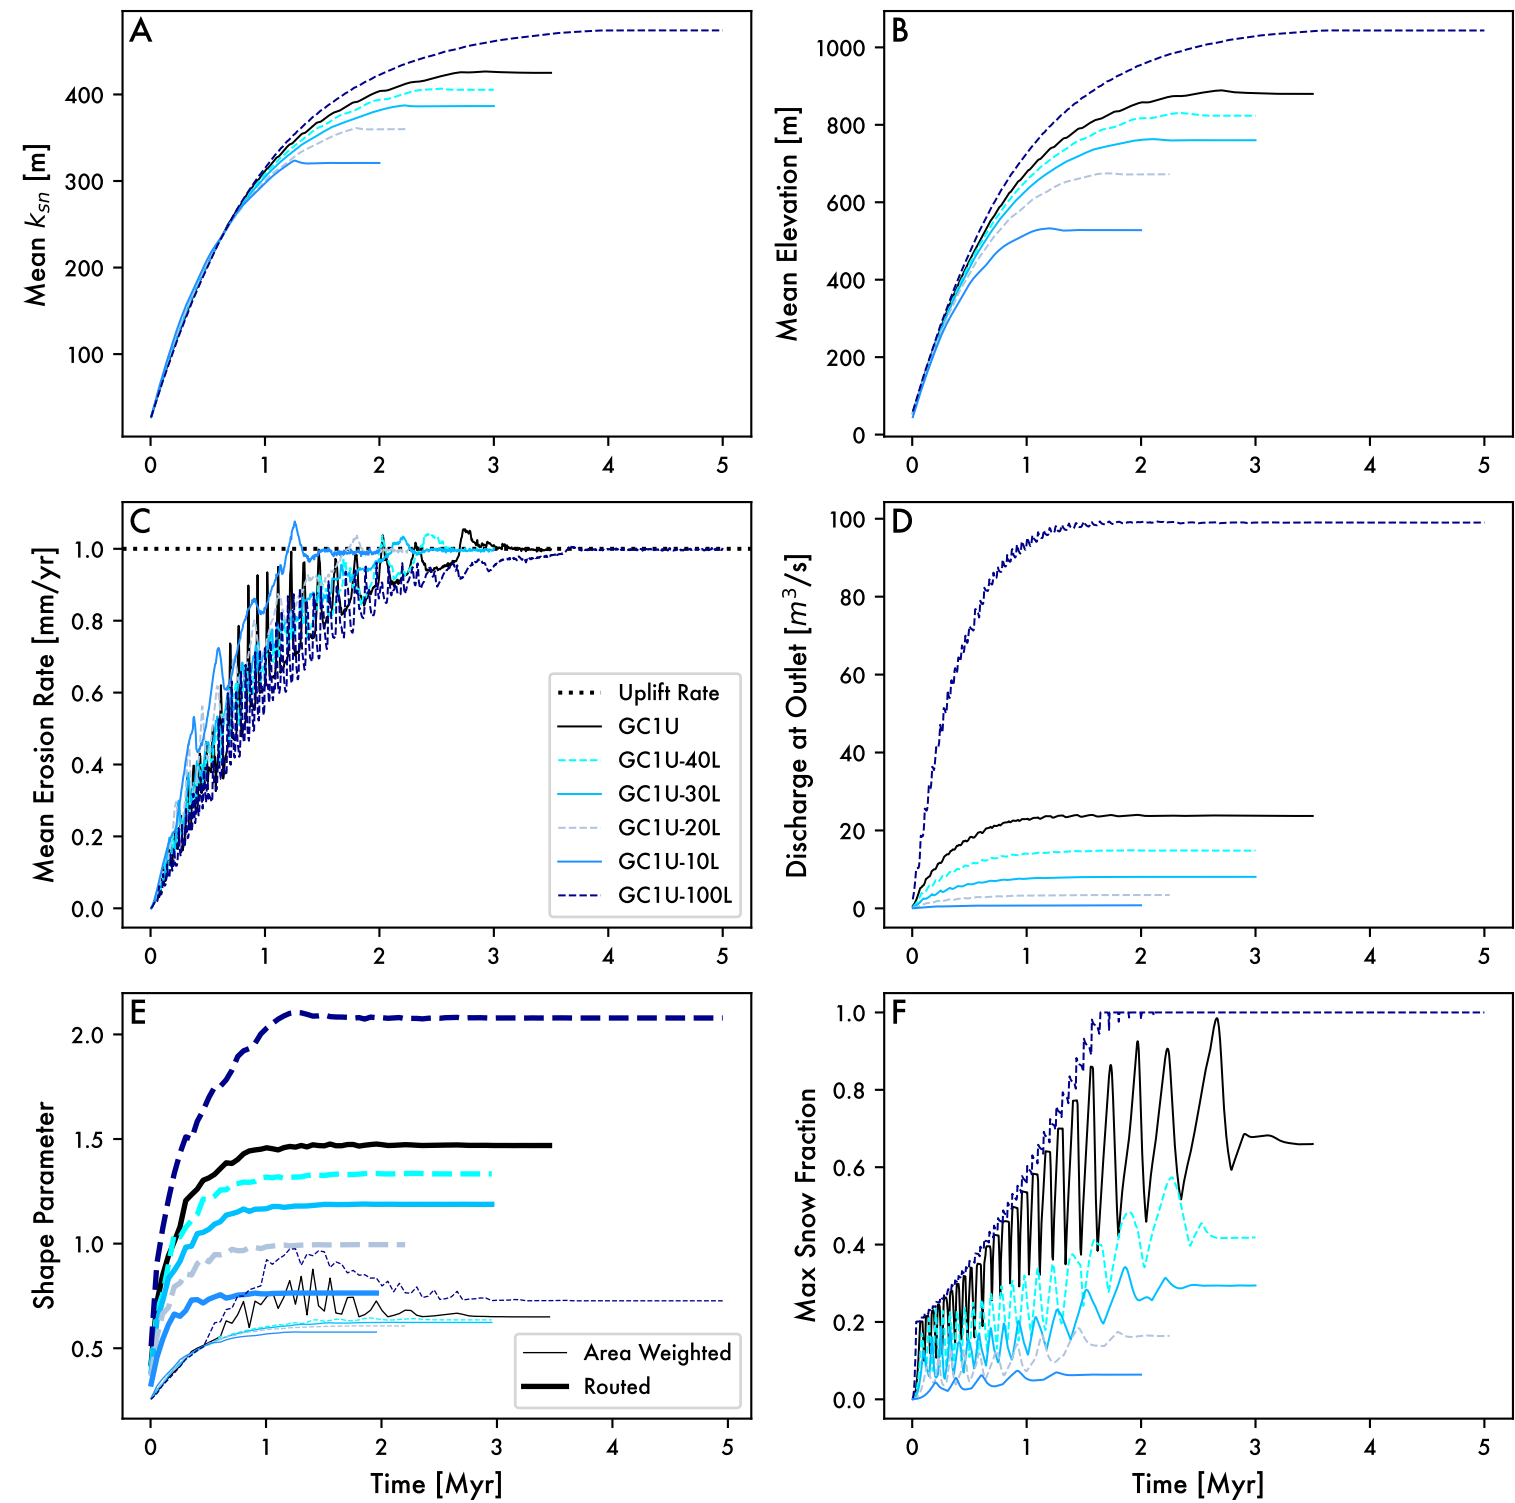 A
Mean k_sn [m]
400
300
200
100
0 1 2 3 4 5
B
Mean Elevation [m]
1000
800
600
400
200
0
0 1 2 3 4 5
C
Mean Erosion Rate [mm/yr]
1.0
0.8
0.6
0.4
0.2
0.0
Uplift Rate
GC1U
GC1U-40L
GC1U-30L
GC1U-20L
GC1U-10L
GC1U-100L
0 1 2 3 4 5
D
Discharge at Outlet [m³/s]
100
80
60
40
20
0
0 1 2 3 4 5
E
Shape Parameter
2.0
1.5
1.0
0.5
Area Weighted
Routed
0 1 2 3 4 5
Time [Myr]
F
Max Snow Fraction
1.0
0.8
0.6
0.4
0.2
0.0
0 1 2 3 4 5
Time [Myr]